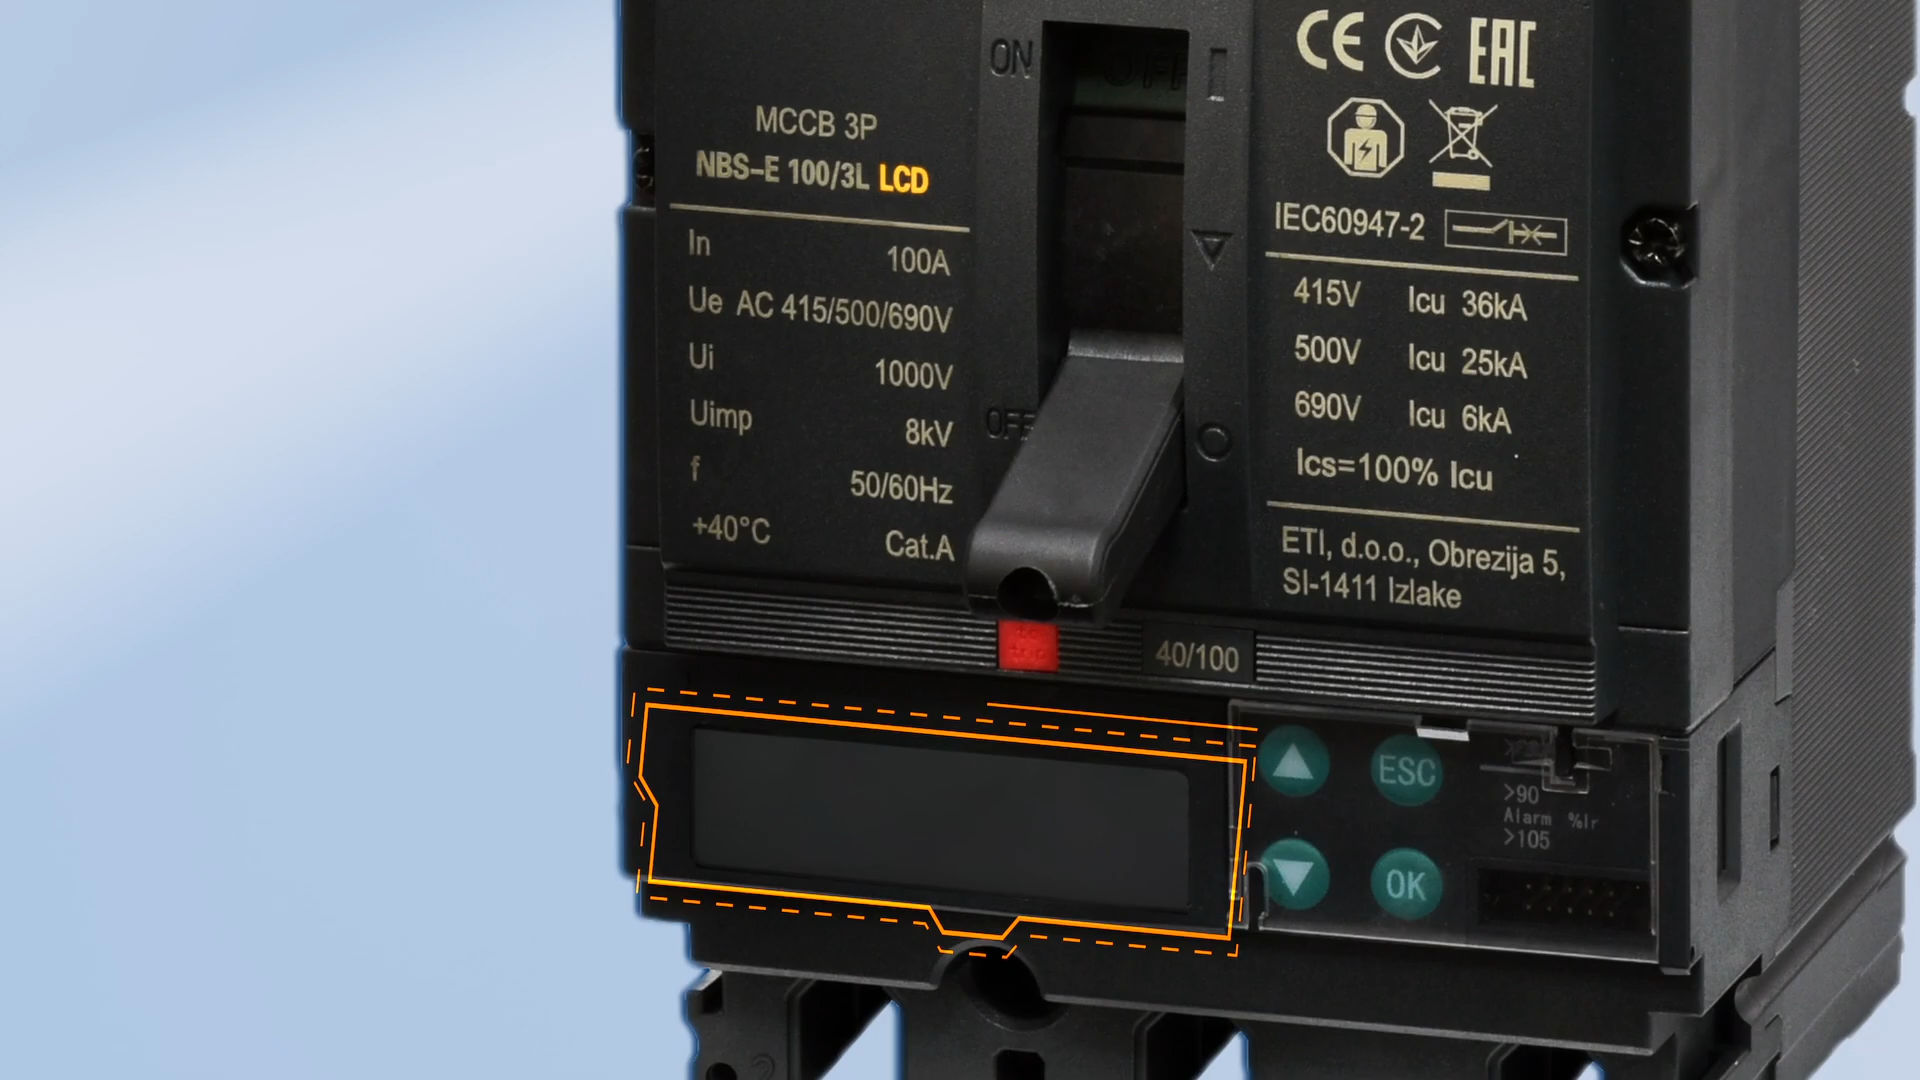 ON
OFF
MCCB 3P
NBS-E 100/3L LCD
In 100A
Ue AC 415/500/690V
Ui 1000V
Uimp 8kV
f 50/60Hz
+40°C Cat.A
OFF
CE EAC
IEC60947-2
415V Icu 36kA
500V Icu 25kA
690V Icu 6kA
Ics=100% Icu
ETI, d.o.o., Obrezija 5,
SI-1411 Izlake
40/100
ESC
OK
>90
Alarm %Ir
>105
2